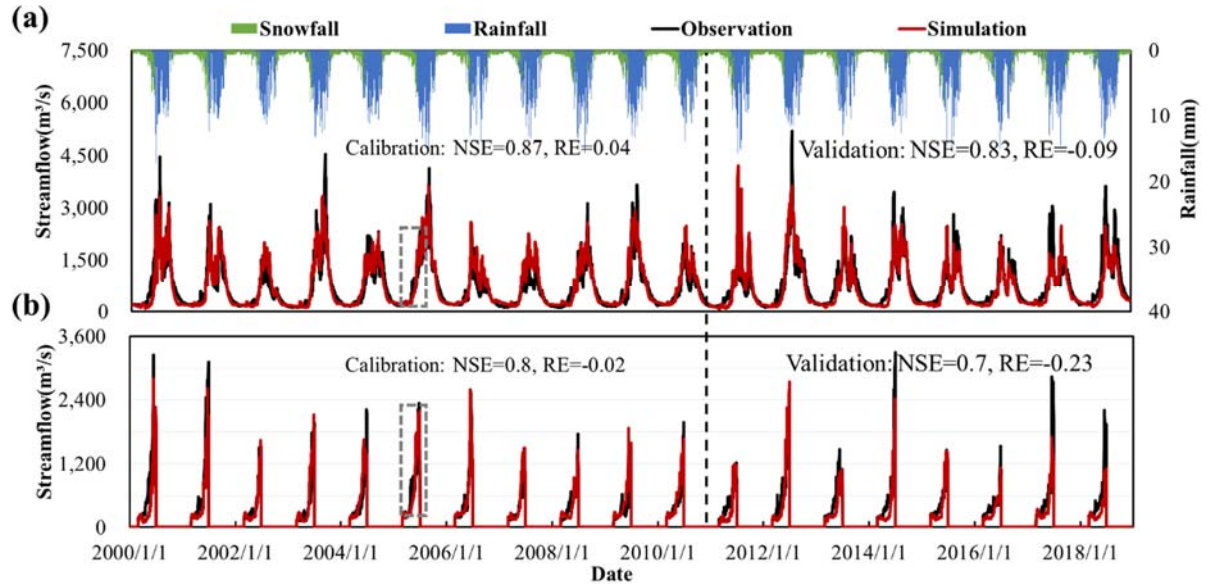 (a)
Snowfall Rainfall Observation Simulation
7,500
6,000
4,500
3,000
1,500
0
Streamflow(m³/s)
0
10
20
30
40
Rainfall(mm)
Calibration: NSE=0.87, RE=0.04
Validation: NSE=0.83, RE=-0.09
(b)
3,600
2,400
1,200
0
Streamflow(m³/s)
Calibration: NSE=0.8, RE=-0.02
Validation: NSE=0.7, RE=-0.23
2000/1/1 2002/1/1 2004/1/1 2006/1/1 2008/1/1 2010/1/1 2012/1/1 2014/1/1 2016/1/1 2018/1/1
Date